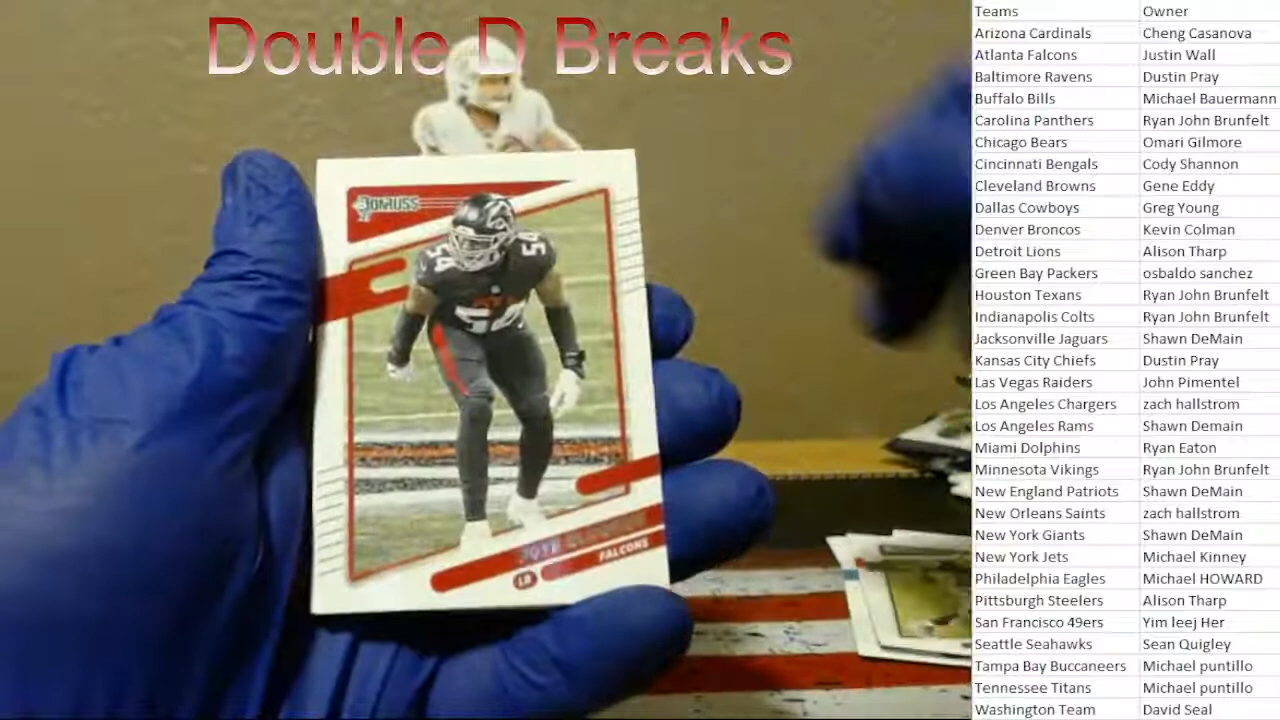 Double D Breaks
DONRUSS
54
54
54
FALCONS
LB
Teams Owner
Arizona Cardinals Cheng Casanova
Atlanta Falcons Justin Wall
Baltimore Ravens Dustin Pray
Buffalo Bills Michael Bauermann
Carolina Panthers Ryan John Brunfelt
Chicago Bears Omari Gilmore
Cincinnati Bengals Cody Shannon
Cleveland Browns Gene Eddy
Dallas Cowboys Greg Young
Denver Broncos Kevin Colman
Detroit Lions Alison Tharp
Green Bay Packers osbaldo sanchez
Houston Texans Ryan John Brunfelt
Indianapolis Colts Ryan John Brunfelt
Jacksonville Jaguars Shawn DeMain
Kansas City Chiefs Dustin Pray
Las Vegas Raiders John Pimentel
Los Angeles Chargers zach hallstrom
Los Angeles Rams Shawn Demain
Miami Dolphins Ryan Eaton
Minnesota Vikings Ryan John Brunfelt
New England Patriots Shawn DeMain
New Orleans Saints zach hallstrom
New York Giants Shawn DeMain
New York Jets Michael Kinney
Philadelphia Eagles Michael HOWARD
Pittsburgh Steelers Alison Tharp
San Francisco 49ers Yim leej Her
Seattle Seahawks Sean Quigley
Tampa Bay Buccaneers Michael puntillo
Tennessee Titans Michael puntillo
Washington Team David Seal